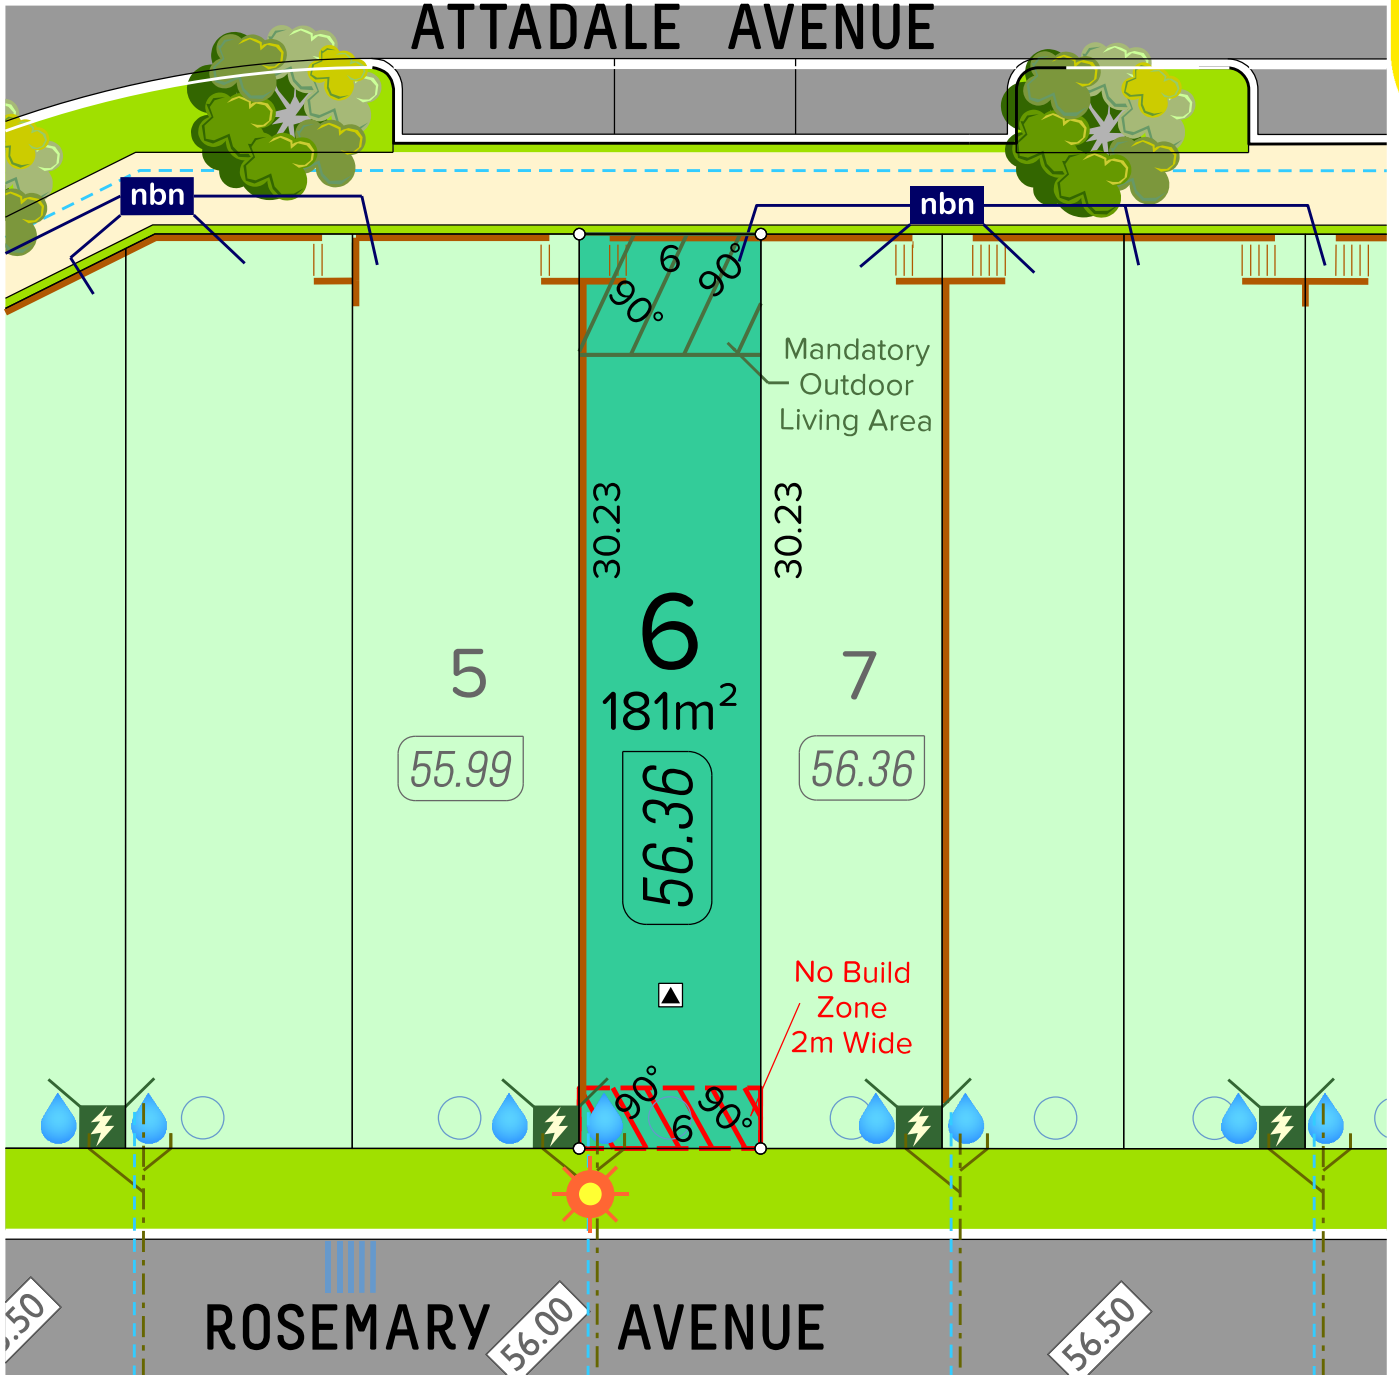 ATTADALE AVENUE
nbn
nbn
6
90°
90°
Mandatory
Outdoor
Living Area
30.23
30.23
6
181m²
56.36
5
55.99
7
56.36
No Build
Zone
2m Wide
90°
90°
6
ROSEMARY AVENUE
56.00
56.50
.50